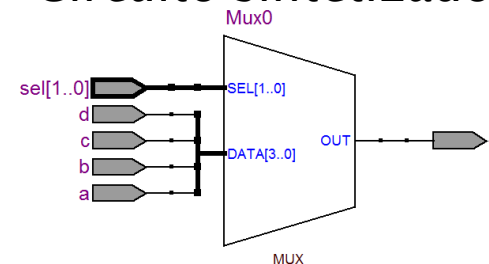 Circuito sintetizado
Mux0
sel[1..0]
SEL[1..0]
d
c
OUT
DATA[3..0]
b
a
MUX